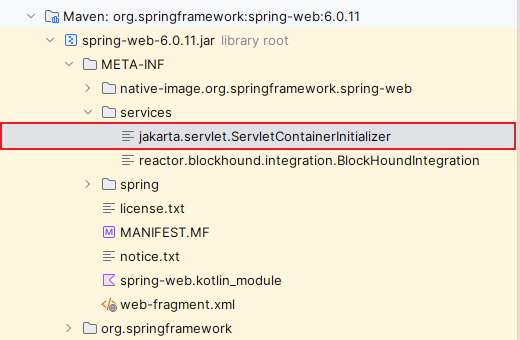 Maven: org.springframework:spring-web:6.0.11
spring-web-6.0.11.jar library root
META-INF
native-image.org.springframework.spring-web
services
jakarta.servlet.ServletContainerInitializer
reactor.blockhound.integration.BlockHoundIntegration
spring
license.txt
MANIFEST.MF
notice.txt
spring-web.kotlin_module
web-fragment.xml
org.springframework